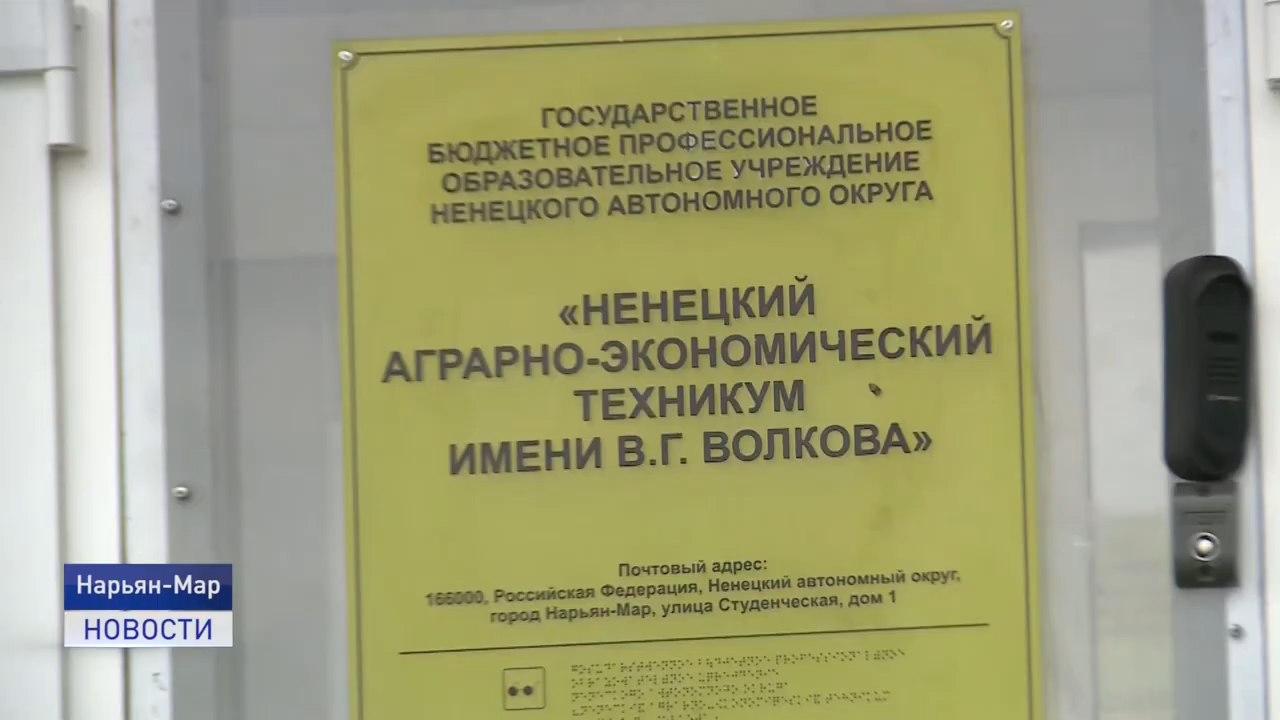 ГОСУДАРСТВЕННОЕ
БЮДЖЕТНОЕ ПРОФЕССИОНАЛЬНОЕ
ОБРАЗОВАТЕЛЬНОЕ УЧРЕЖДЕНИЕ
НЕНЕЦКОГО АВТОНОМНОГО ОКРУГА
«НЕНЕЦКИЙ
АГРАРНО-ЭКОНОМИЧЕСКИЙ
ТЕХНИКУМ
ИМЕНИ В.Г. ВОЛКОВА»
Почтовый адрес:
166000, Российская Федерация, Ненецкий автономный округ,
город Нарьян-Мар, улица Студенческая, дом 1
Нарьян-Мар
НОВОСТИ